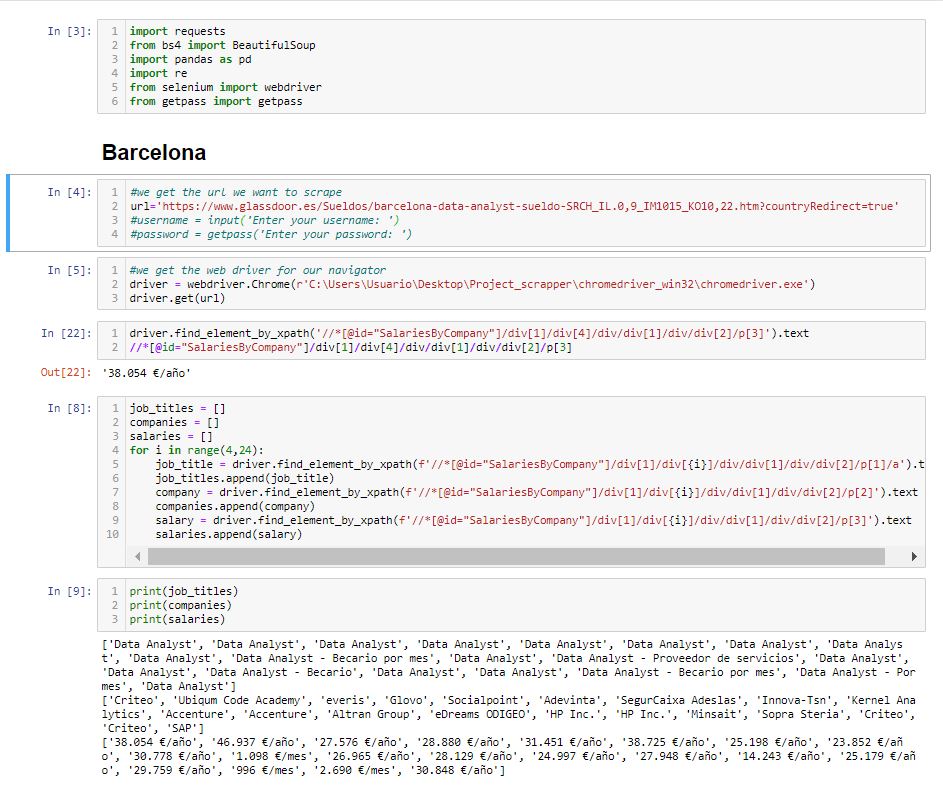 In [3]:
1 import requests
2 from bs4 import BeautifulSoup
3 import pandas as pd
4 import re
5 from selenium import webdriver
6 from getpass import getpass
Barcelona
In [4]:
1 #we get the url we want to scrape
2 url='https://www.glassdoor.es/Sueldos/barcelona-data-analyst-sueldo-SRCH_IL.0,9_IM1015_KO10,22.htm?countryRedirect=true'
3 #username = input('Enter your username: ')
4 #password = getpass('Enter your password: ')
In [5]:
1 #we get the web driver for our navigator
2 driver = webdriver.Chrome(r'C:\Users\Usuario\Desktop\Project_scrapper\chromedriver_win32\chromedriver.exe')
3 driver.get(url)
In [22]:
1 driver.find_element_by_xpath('//*[@id="SalariesByCompany"]/div[1]/div[4]/div/div[1]/div/div[2]/p[3]').text
2 //*[@id="SalariesByCompany"]/div[1]/div[4]/div/div[1]/div/div[2]/p[3]
Out[22]: '38.054 €/año'
In [8]:
1 job_titles = []
2 companies = []
3 salaries = []
4 for i in range(4,24):
5     job_title = driver.find_element_by_xpath(f'//*[@id="SalariesByCompany"]/div[1]/div[{i}]/div/div[1]/div/div[2]/p[1]/a').t
6     job_titles.append(job_title)
7     company = driver.find_element_by_xpath(f'//*[@id="SalariesByCompany"]/div[1]/div[{i}]/div/div[1]/div/div[2]/p[2]').text
8     companies.append(company)
9     salary = driver.find_element_by_xpath(f'//*[@id="SalariesByCompany"]/div[1]/div[{i}]/div/div[1]/div/div[2]/p[3]').text
10     salaries.append(salary)
In [9]:
1 print(job_titles)
2 print(companies)
3 print(salaries)
['Data Analyst', 'Data Analyst', 'Data Analyst', 'Data Analyst', 'Data Analyst', 'Data Analyst', 'Data Analyst', 'Data Analys
t', 'Data Analyst', 'Data Analyst - Becario por mes', 'Data Analyst', 'Data Analyst - Proveedor de servicios', 'Data Analyst',
'Data Analyst', 'Data Analyst - Becario', 'Data Analyst', 'Data Analyst', 'Data Analyst - Becario por mes', 'Data Analyst - Por
mes', 'Data Analyst']
['Criteo', 'Ubiqum Code Academy', 'everis', 'Glovo', 'Socialpoint', 'Adevinta', 'SegurCaixa Adeslas', 'Innova-Tsn', 'Kernel Ana
lytics', 'Accenture', 'Accenture', 'Altran Group', 'eDreams ODIGEO', 'HP Inc.', 'HP Inc.', 'Minsait', 'Sopra Steria', 'Criteo',
'Criteo', 'SAP']
['38.054 €/año', '46.937 €/año', '27.576 €/año', '28.880 €/año', '31.451 €/año', '38.725 €/año', '25.198 €/año', '23.852 €/añ
o', '30.778 €/año', '1.098 €/mes', '26.965 €/año', '28.129 €/año', '24.997 €/año', '27.948 €/año', '14.243 €/año', '25.179 €/añ
o', '29.759 €/año', '996 €/mes', '2.690 €/mes', '30.848 €/año']